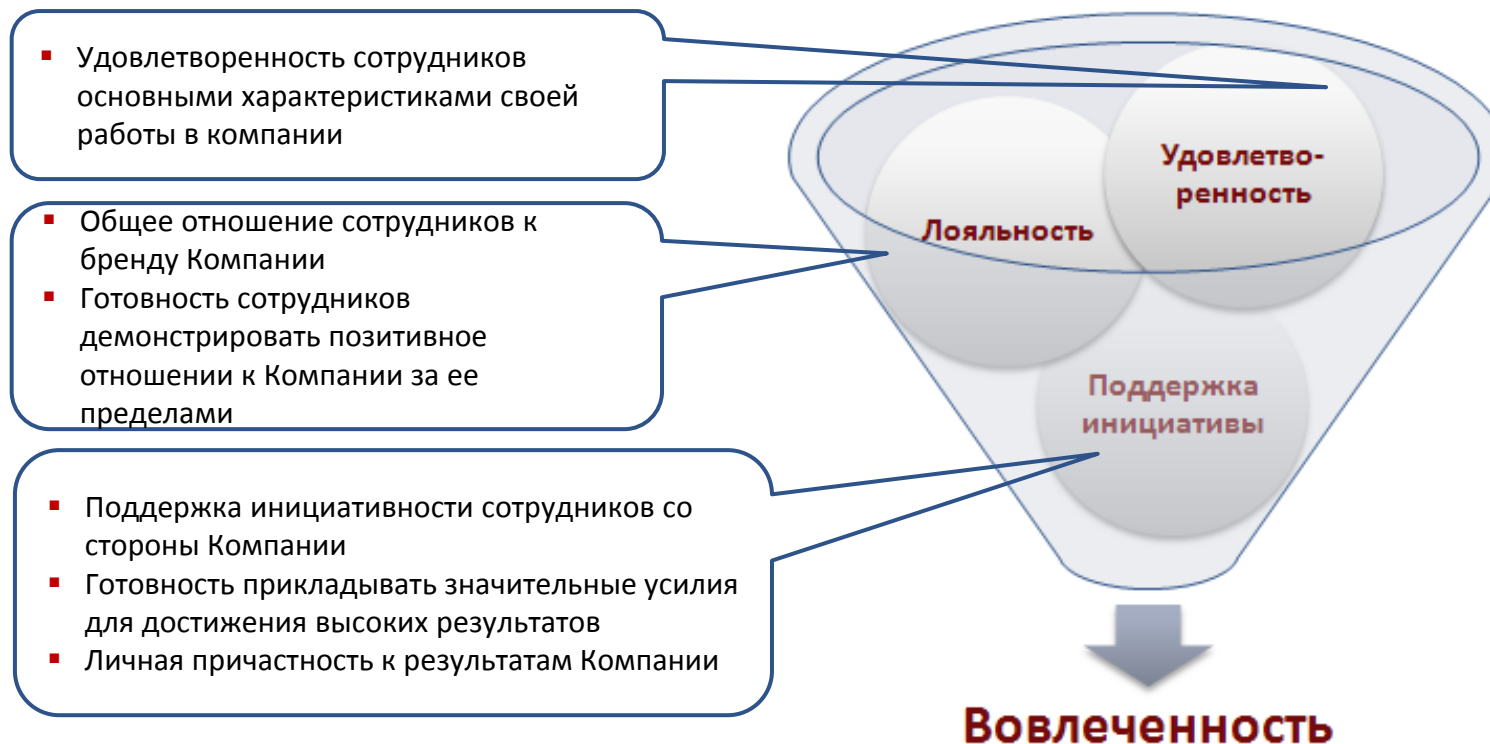 ▪ Удовлетворенность сотрудников
основными характеристиками своей
работы в компании
▪ Общее отношение сотрудников к
бренду Компании
▪ Готовность сотрудников
демонстрировать позитивное
отношении к Компании за ее
пределами
▪ Поддержка инициативности сотрудников со
стороны Компании
▪ Готовность прикладывать значительные усилия
для достижения высоких результатов
▪ Личная причастность к результатам Компании
Удовлетво-
ренность
Лояльность
Поддержка
инициативы
Вовлеченность